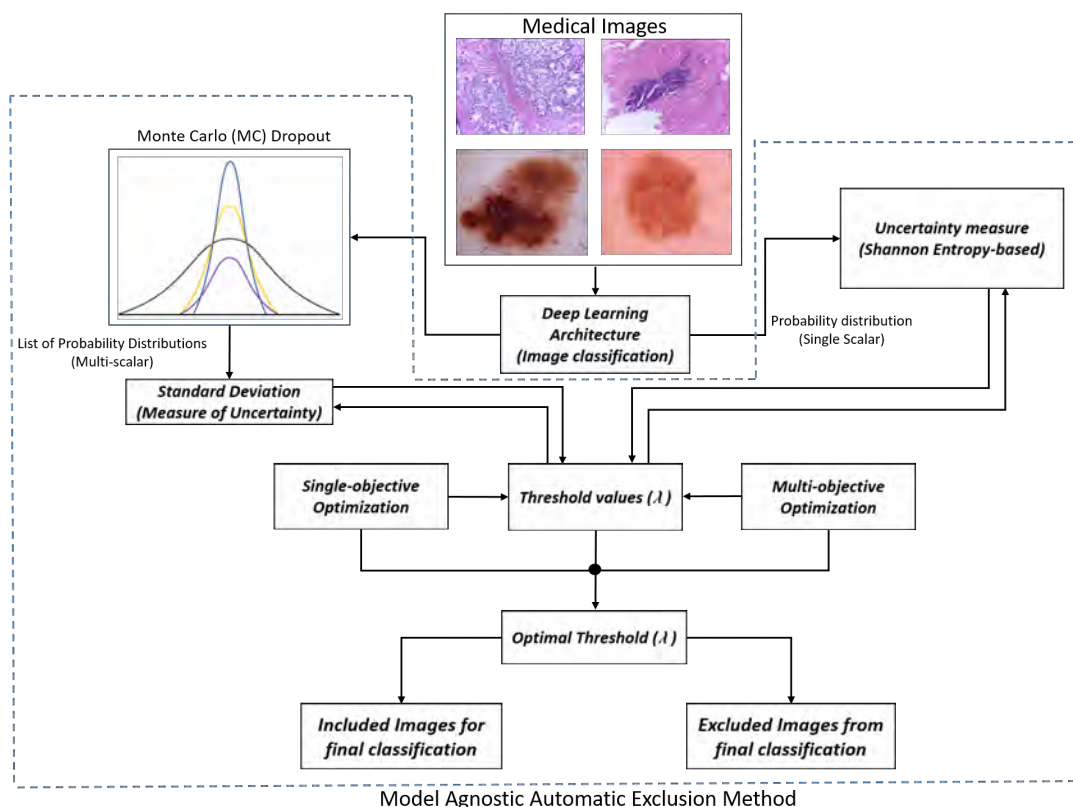 Medical Images
Monte Carlo (MC) Dropout
Uncertainty measure
(Shannon Entropy-based)
Deep Learning
Architecture
(Image classification)
Probability distribution
(Single Scalar)
List of Probability Distributions
(Multi-scalar)
Standard Deviation
(Measure of Uncertainty)
Single-objective
Optimization
Threshold values (λ)
Multi-objective
Optimization
Optimal Threshold (λ)
Included Images for
final classification
Excluded Images from
final classification
Model Agnostic Automatic Exclusion Method